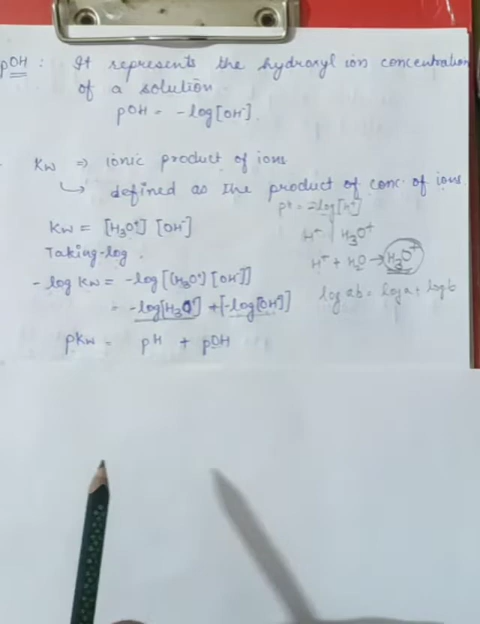 pOH : It represents the hydroxyl ion concentration
of a solution
pOH = -log[OH⁻].
Kw ⇒ ionic product of ions
↳ defined as the product of conc. of ions
pH = -log[H⁺]
Kw = [H₃O⁺] [OH⁻]
H⁺ | H₃O⁺
Taking log.
H⁺ + H₂O → H₃O⁺
-log Kw = -log [(H₃O⁺] [OH⁻]]
log ab = log a + log b
= -log[H₃O⁺] + [-log[OH⁻]]
pKw = pH + pOH